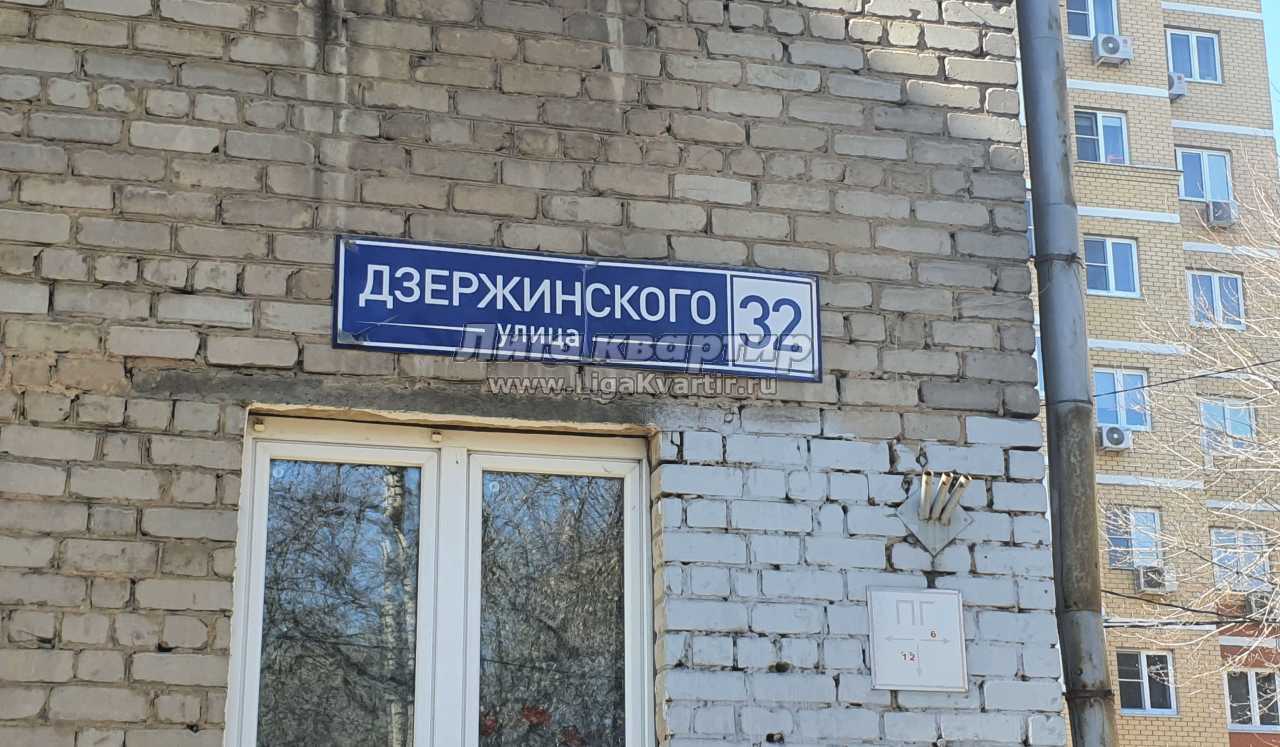 ДЗЕРЖИНСКОГО 32
улица
Лига квартир
www.LigaKvartir.ru
ПГ
6
12